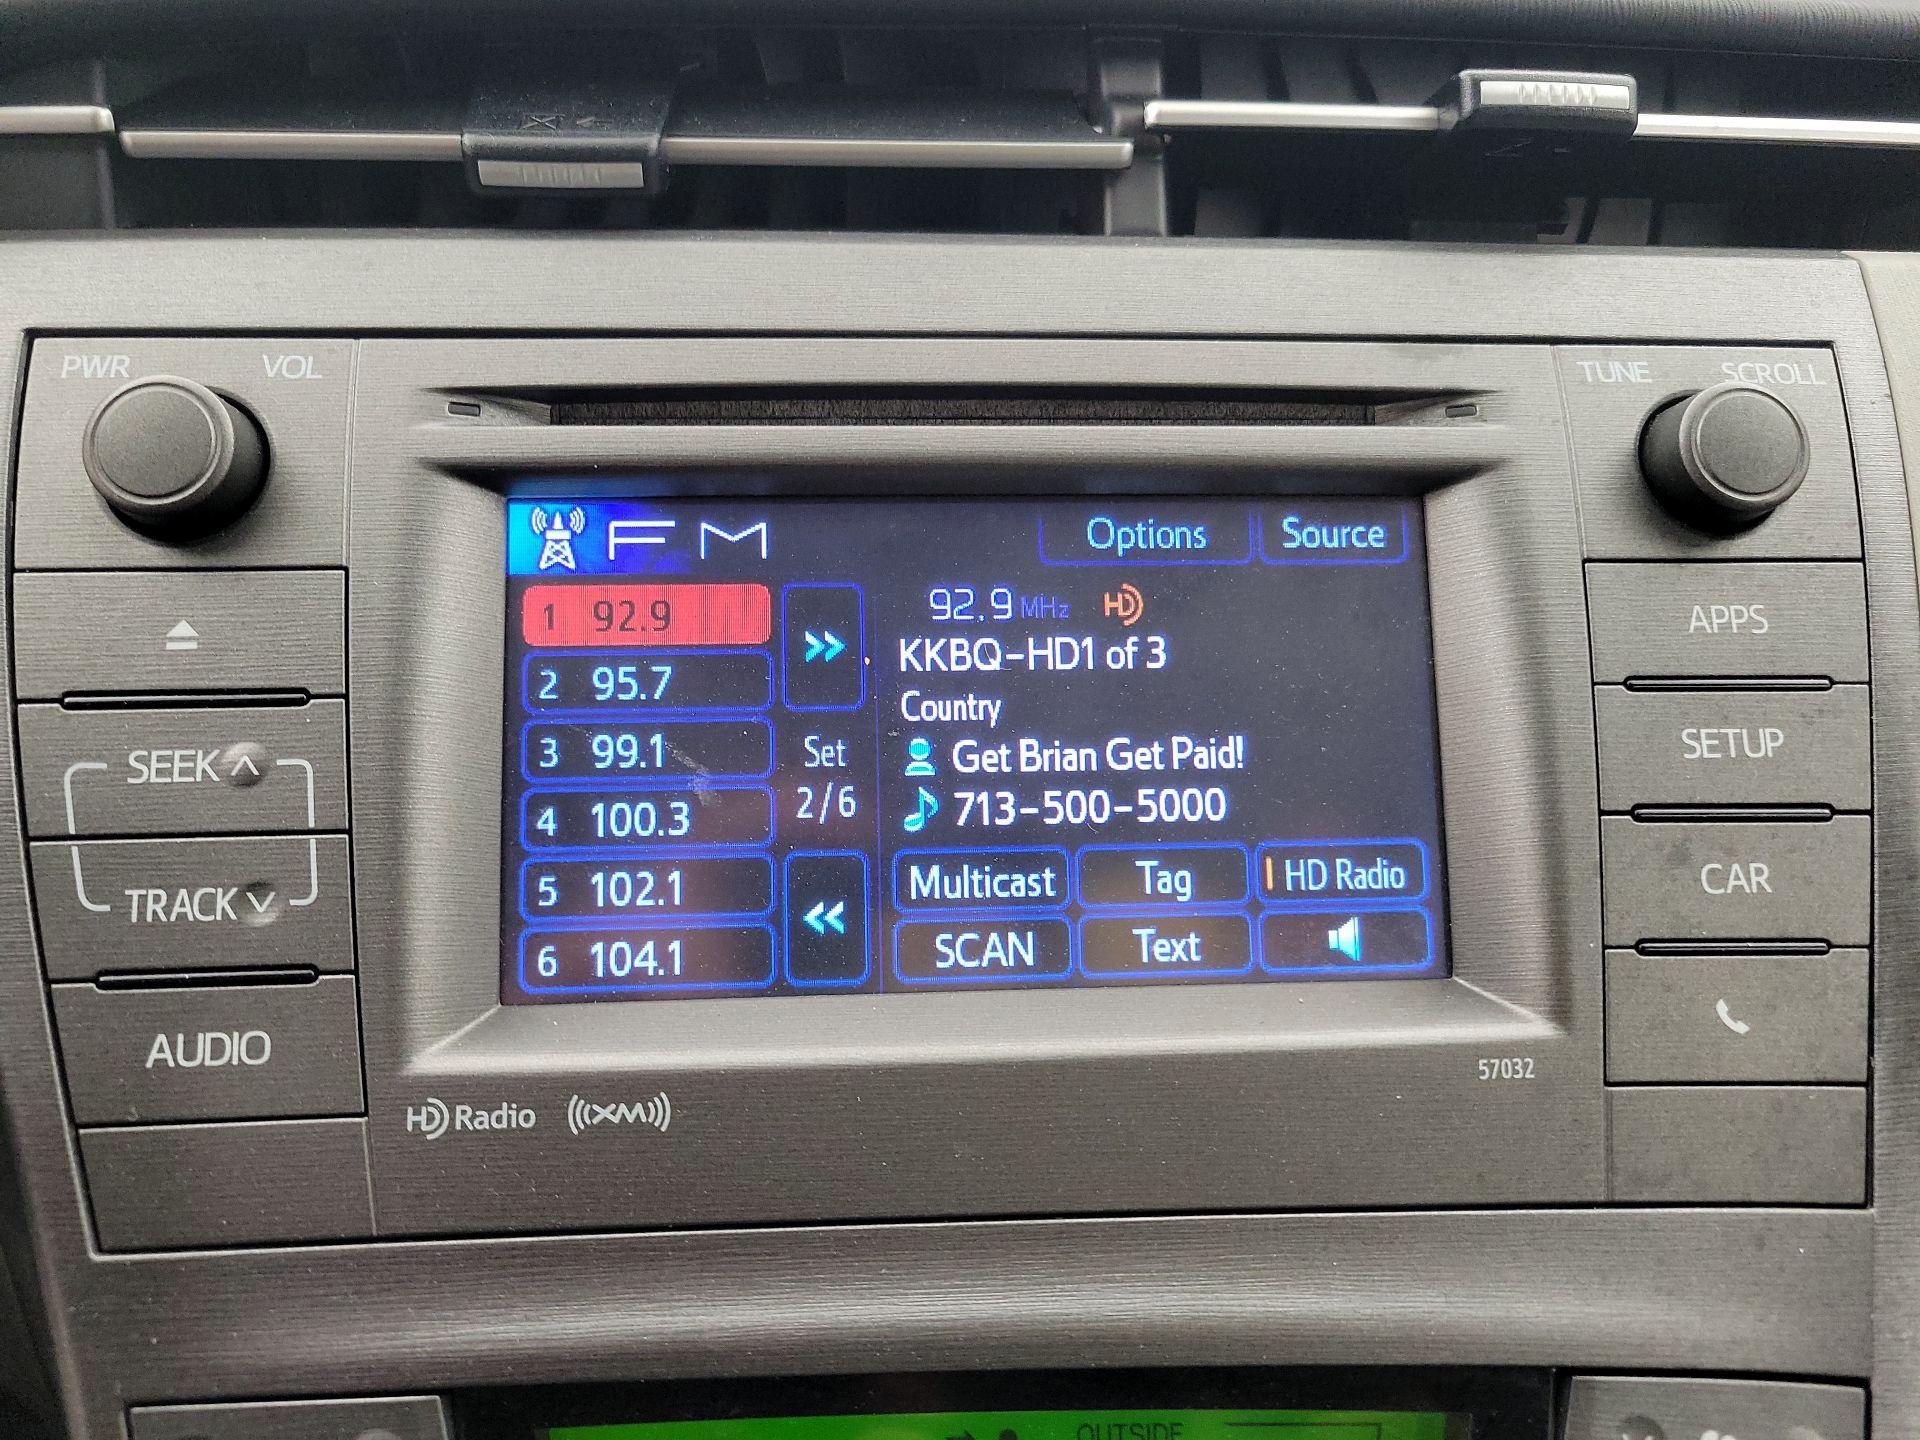 PWR VOL
TUNE SCROLL
FM
Options
Source
1 92.9
2 95.7
3 99.1
4 100.3
5 102.1
6 104.1
Set
2/6
92.9 MHz HD
KKBQ-HD1 of 3
Country
Get Brian Get Paid!
713-500-5000
Multicast
Tag
HD Radio
SCAN
Text
SEEK
TRACK
AUDIO
APPS
SETUP
CAR
57032
HD Radio
XM
OUTSIDE